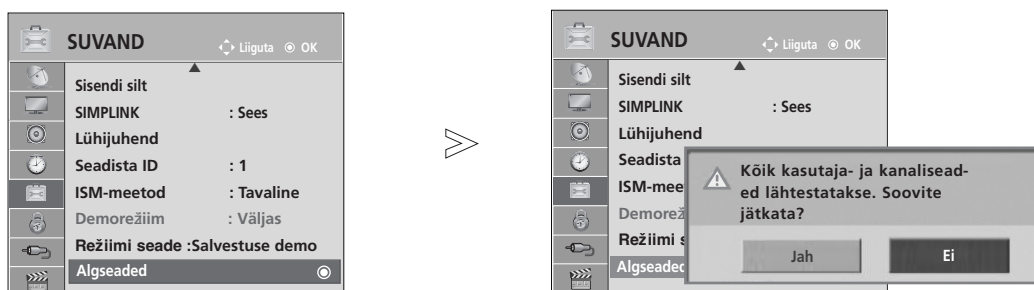 SUVAND Liiguta OK
Sisendi silt
SIMPLINK : Sees
Lühijuhend
Seadista ID : 1
ISM-meetod : Tavaline
Demorežiim : Väljas
Režiimi seade :Salvestuse demo
Algseaded
SUVAND Liiguta OK
Sisendi silt
SIMPLINK : Sees
Lühijuhend
Seadista
ISM-mee
Demorež
Režiimi s
Algseaded
Kõik kasutaja- ja kanalisead-
ed lähtestatakse. Soovite
jätkata?
Jah Ei